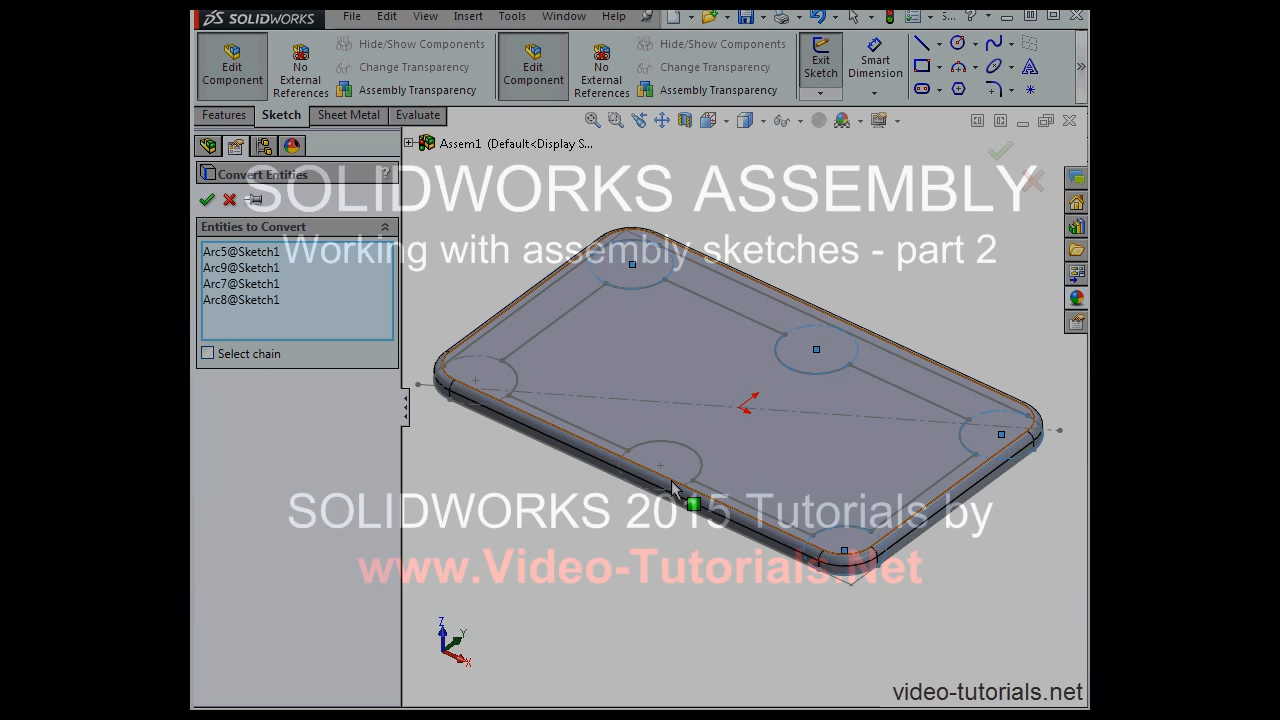 SOLIDWORKS File Edit View Insert Tools Window Help S...
Edit Component
No External References
Hide/Show Components
Change Transparency
Assembly Transparency
Edit Component
No External References
Hide/Show Components
Change Transparency
Assembly Transparency
Exit Sketch
Smart Dimension
Features Sketch Sheet Metal Evaluate
Assem1 (Default<Display S...
Convert Entities ?
SOLIDWORKS ASSEMBLY
Entities to Convert
Working with assembly sketches - part 2
Arc5@Sketch1
Arc9@Sketch1
Arc7@Sketch1
Arc8@Sketch1
Select chain
SOLIDWORKS 2015 Tutorials by
www.Video-Tutorials.Net
Z
Y
X
video-tutorials.net